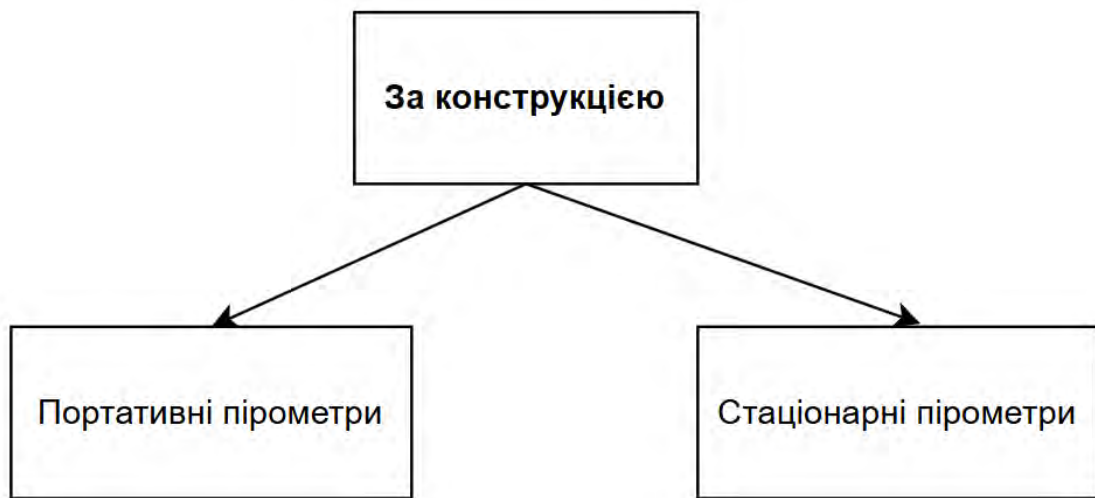 За конструкцією
Портативні пірометри
Стаціонарні пірометри